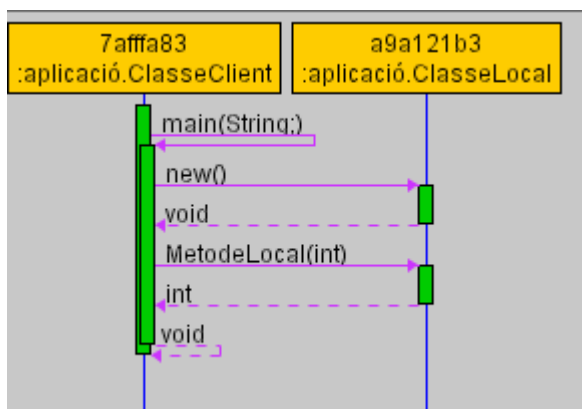 7afffa83
:aplicació.ClasseClient
a9a121b3
:aplicació.ClasseLocal
main(String;)
new()
void
MetodeLocal(int)
int
void